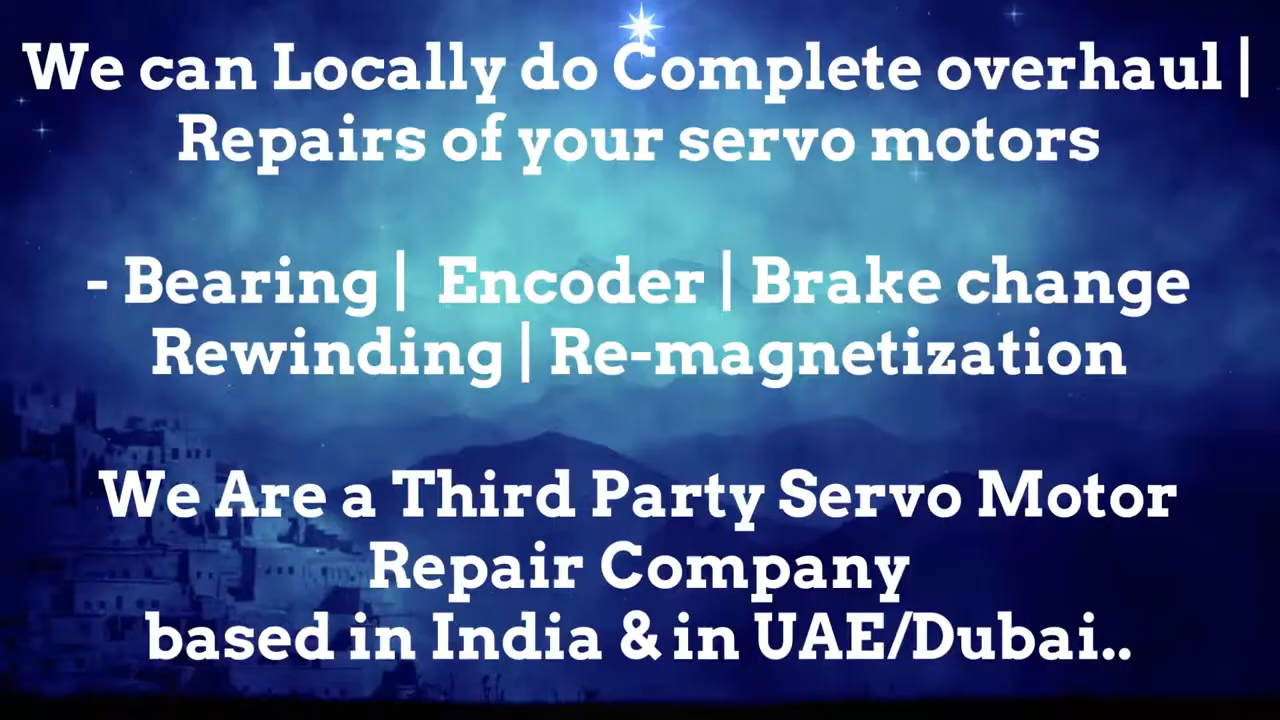 We can Locally do Complete overhaul |
Repairs of your servo motors
- Bearing | Encoder | Brake change
Rewinding | Re-magnetization
We Are a Third Party Servo Motor
Repair Company
based in India & in UAE/Dubai..